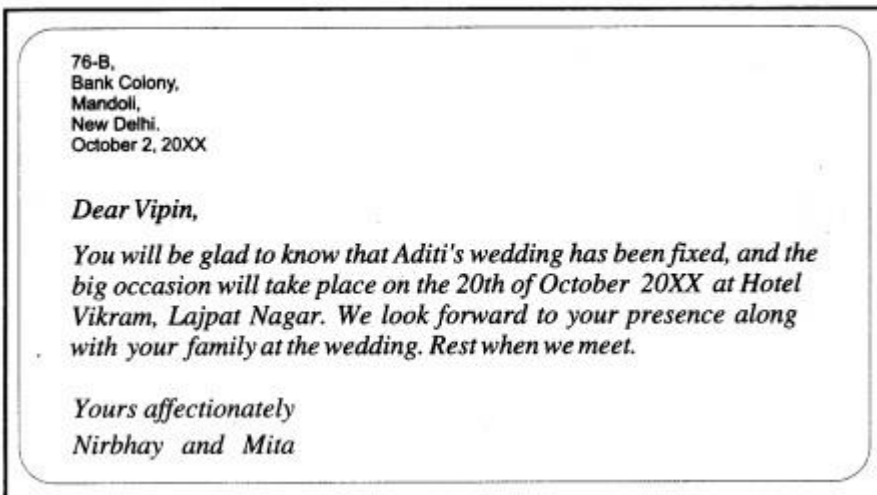 76-B,
Bank Colony,
Mandoli,
New Delhi.
October 2, 20XX
Dear Vipin,
You will be glad to know that Aditi's wedding has been fixed, and the
big occasion will take place on the 20th of October 20XX at Hotel
Vikram, Lajpat Nagar. We look forward to your presence along
with your family at the wedding. Rest when we meet.
Yours affectionately
Nirbhay and Mita